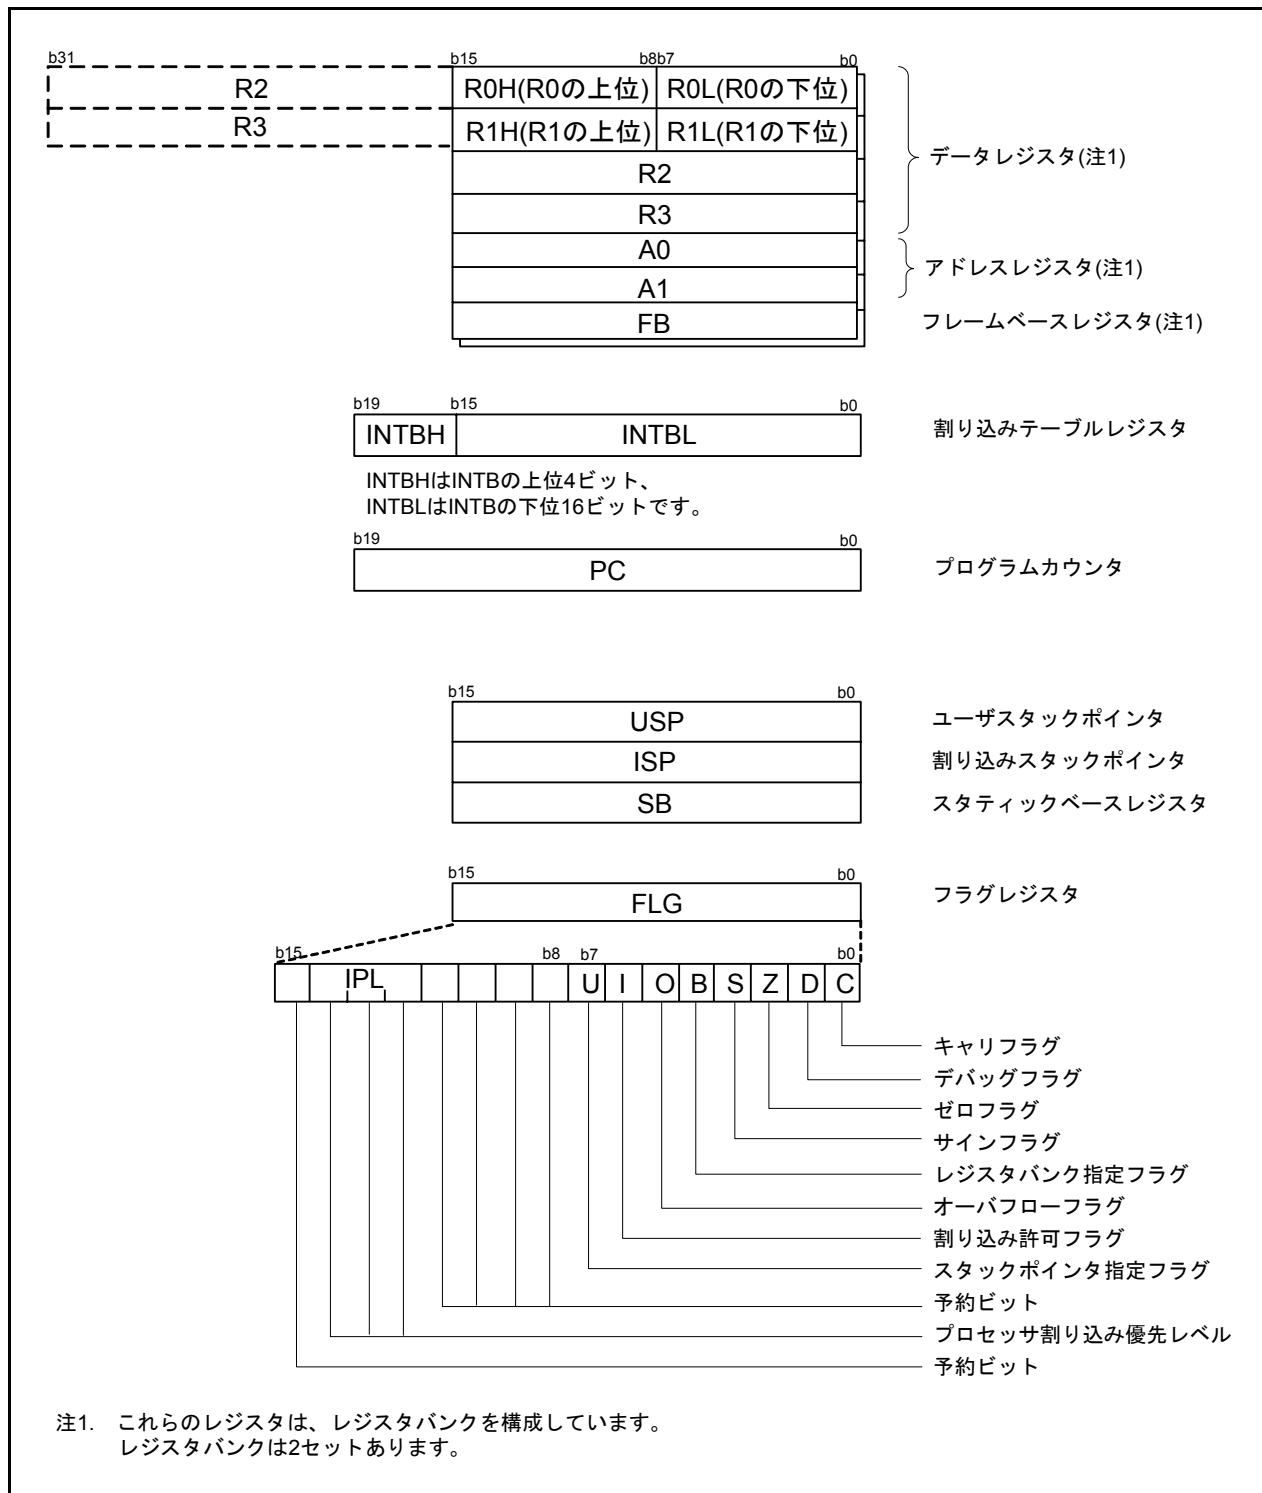 b31 b15 b8b7 b0
R2 R0H(R0の上位) R0L(R0の下位)
R3 R1H(R1の上位) R1L(R1の下位)
データレジスタ(注1)
R2
R3
A0
アドレスレジスタ(注1)
A1
FB フレームベースレジスタ(注1)
b19 b15 b0
INTBH INTBL 割り込みテーブルレジスタ
INTBHはINTBの上位4ビット、
INTBLはINTBの下位16ビットです。
b19 b0
PC プログラムカウンタ
b15 b0
USP ユーザスタックポインタ
ISP 割り込みスタックポインタ
SB スタティックベースレジスタ
b15 b0
FLG フラグレジスタ
b15 b8 b7 b0
IPL U I O B S Z D C
キャリフラグ
デバッグフラグ
ゼロフラグ
サインフラグ
レジスタバンク指定フラグ
オーバフローフラグ
割り込み許可フラグ
スタックポインタ指定フラグ
予約ビット
プロセッサ割り込み優先レベル
予約ビット
注1. これらのレジスタは、レジスタバンクを構成しています。
レジスタバンクは2セットあります。